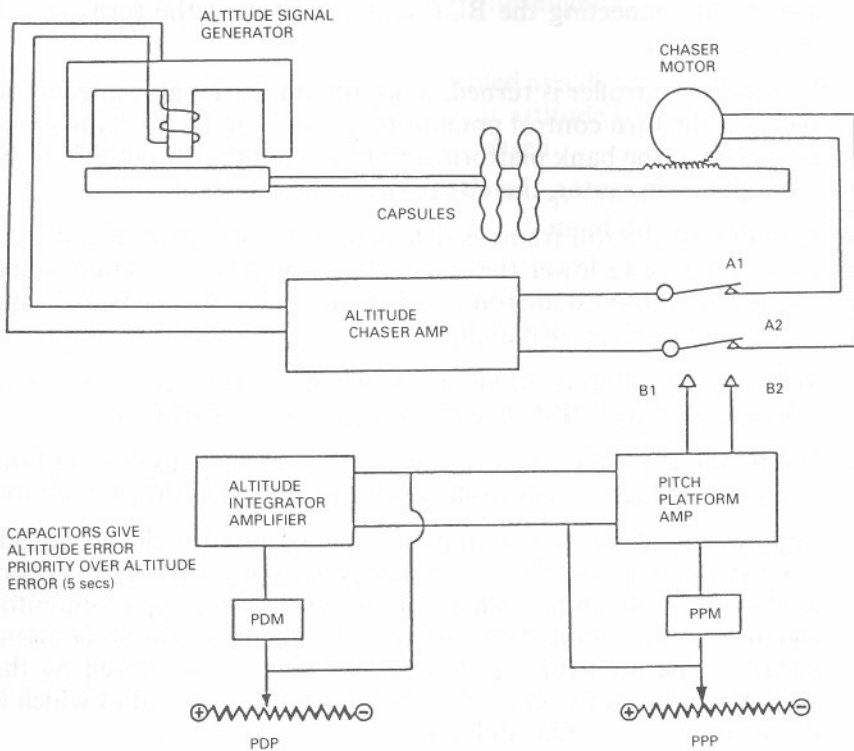 ALTITUDE SIGNAL
GENERATOR
CHASER
MOTOR
CAPSULES
A1
ALTITUDE
CHASER AMP
A2
B1
B2
ALTITUDE
INTEGRATOR
AMPLIFIER
PITCH
PLATFORM
AMP
CAPACITORS GIVE
ALTITUDE ERROR
PRIORITY OVER ALTITUDE
ERROR (5 secs)
PDM
PPM
+ −
+ −
PDP
PPP